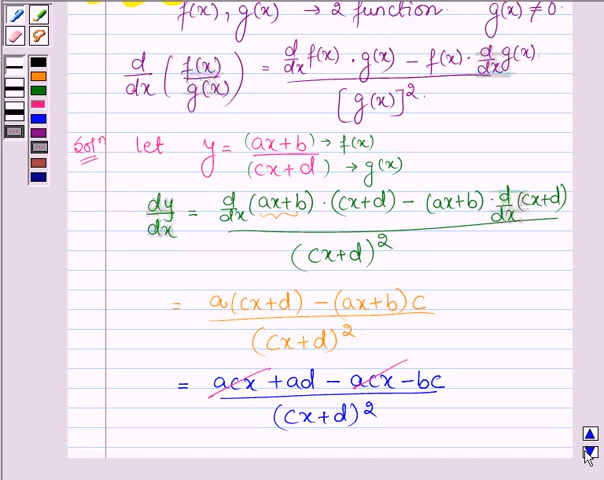 f(x), g(x) → 2 function. g(x) ≠ 0.
d/dx (f(x)/g(x)) = (d/dx f(x) · g(x) − f(x) · d/dx g(x)) / [g(x)]²
Solⁿ let y = (ax+b) → f(x) / (cx+d) → g(x)
dy/dx = (d/dx (ax+b) · (cx+d) − (ax+b) · d/dx (cx+d)) / (cx+d)²
= (a(cx+d) − (ax+b)c) / (cx+d)²
= (acx + ad − acx − bc) / (cx+d)²